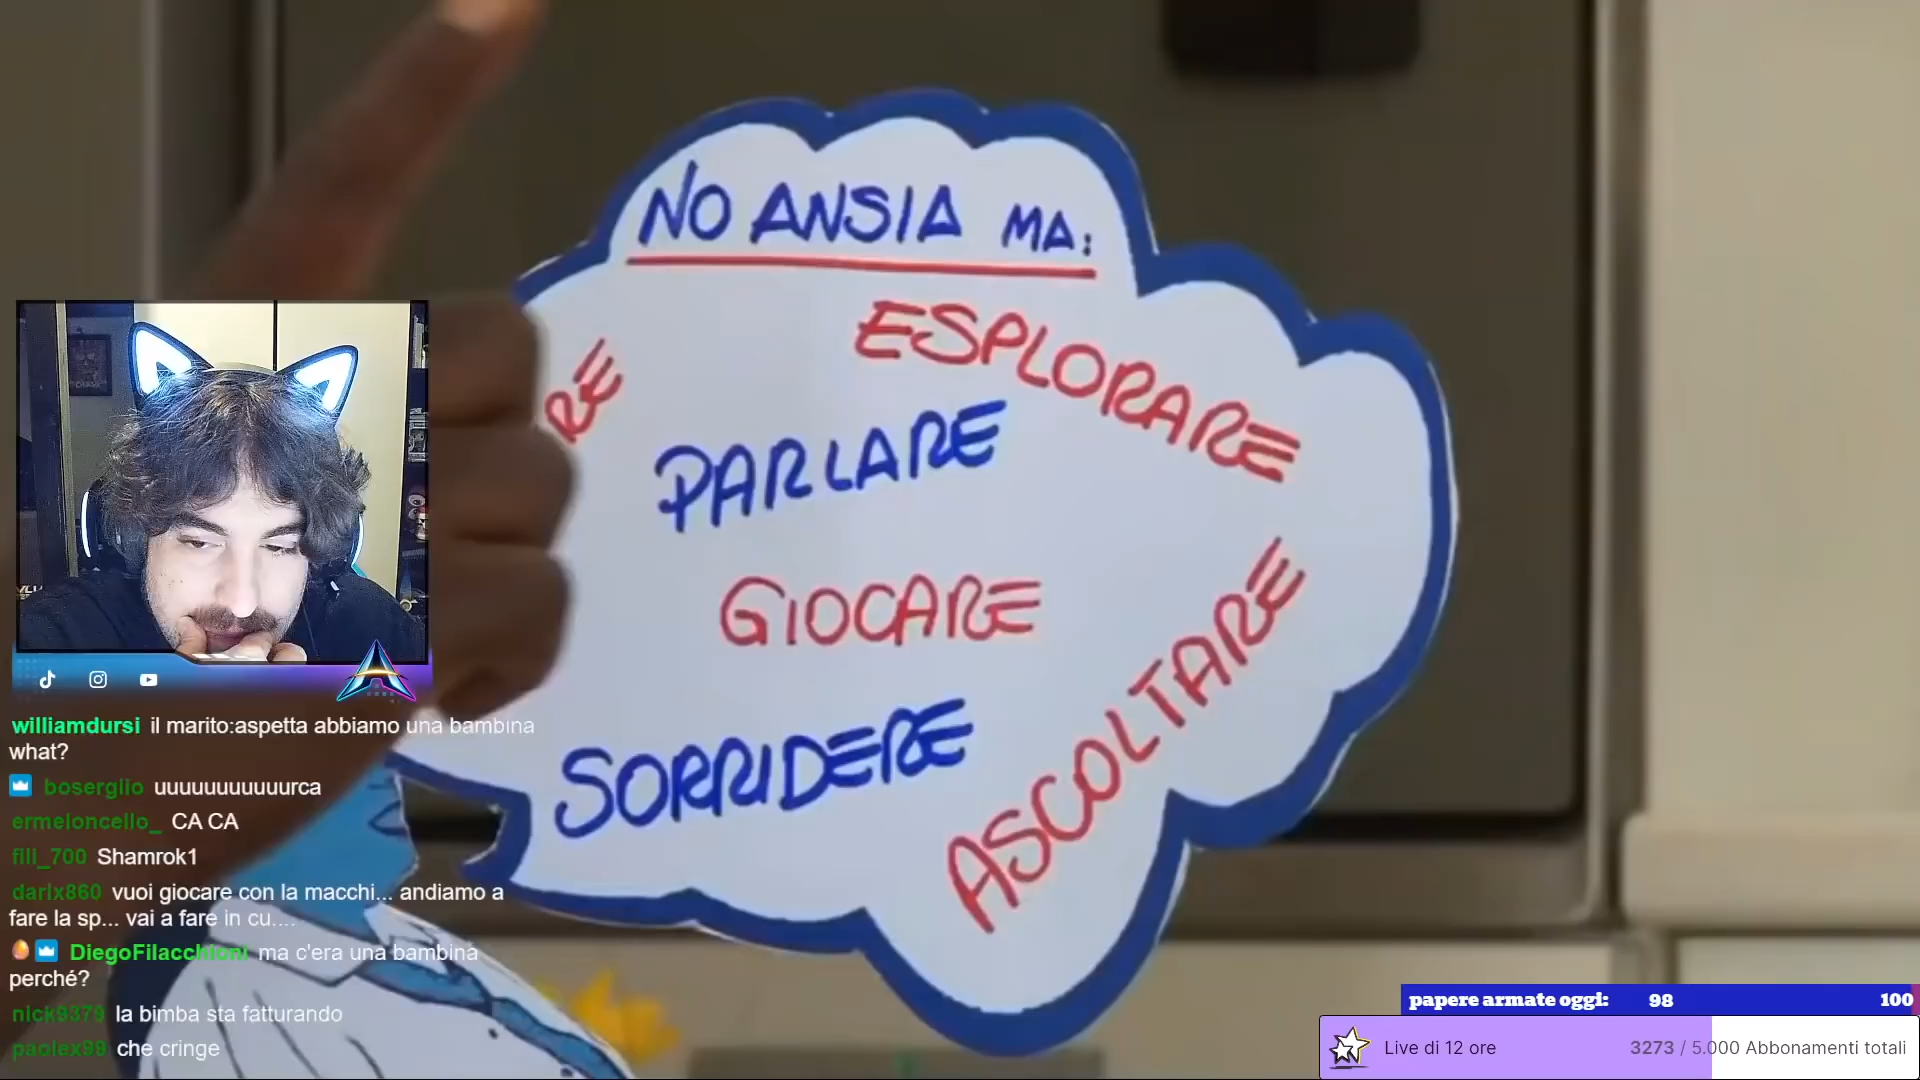 NO ANSIA MA:
ESPLORARE
RE
PARLARE
GIOCARE
ASCOLTARE
SORRIDERE
williamdursi il marito:aspetta abbiamo una bambina
what?
boserglio uuuuuuuuuuurca
ermeloncello_ CA CA
fili_700 Shamrok1
darix860 vuoi giocare con la macchi... andiamo a
fare la sp... vai a fare in cu....
DiegoFilacchioni ma c'era una bambina
perché?
nick9379 la bimba sta fatturando
paolex99 che cringe
papere armate oggi: 98 100
Live di 12 ore 3273 / 5.000 Abbonamenti totali